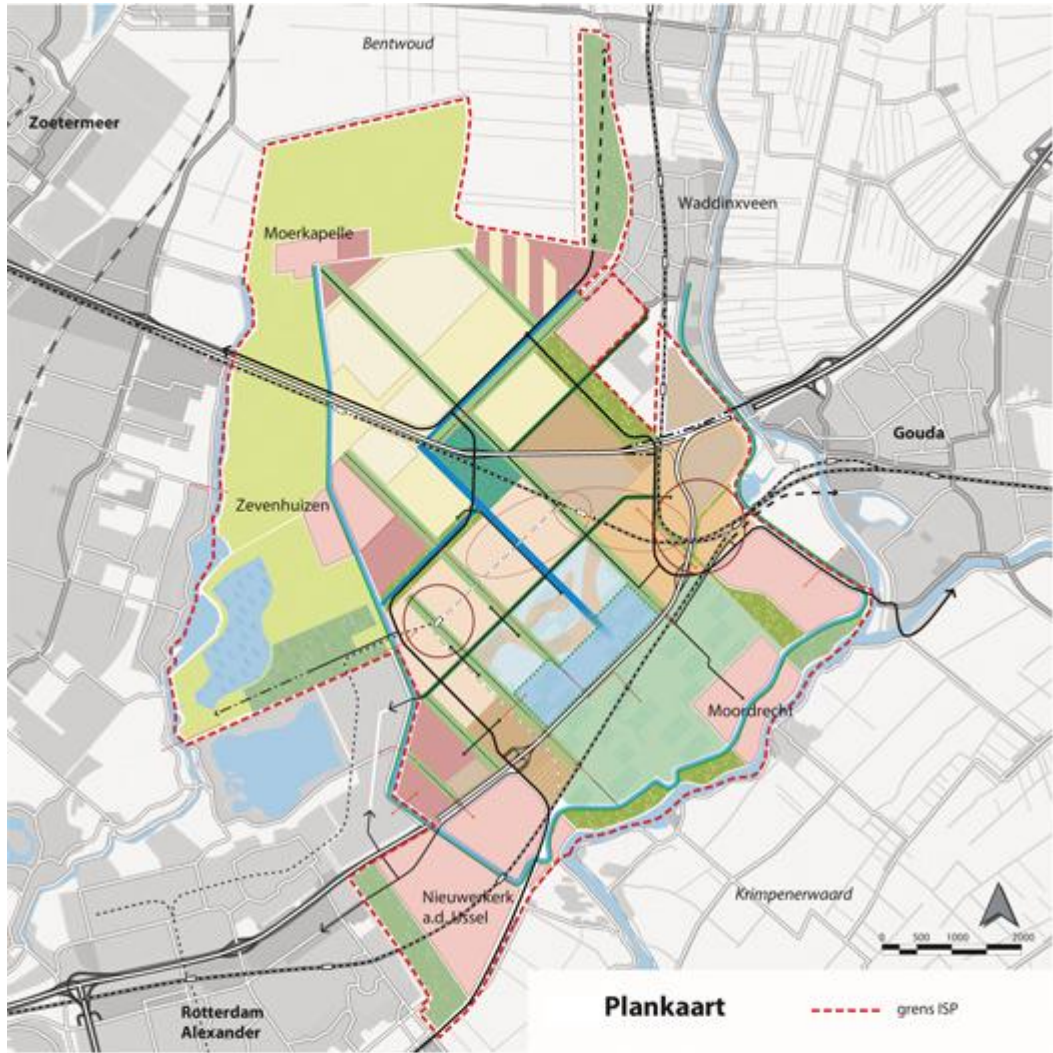 Bentwoud
Zoetermeer
Waddinxveen
Moerkapelle
Gouda
Zevenhuizen
Moordrecht
Nieuwerkerk
a.d. IJssel
Krimpenerwaard
0 500 1000 2000
Rotterdam
Alexander
Plankaart
grens ISP